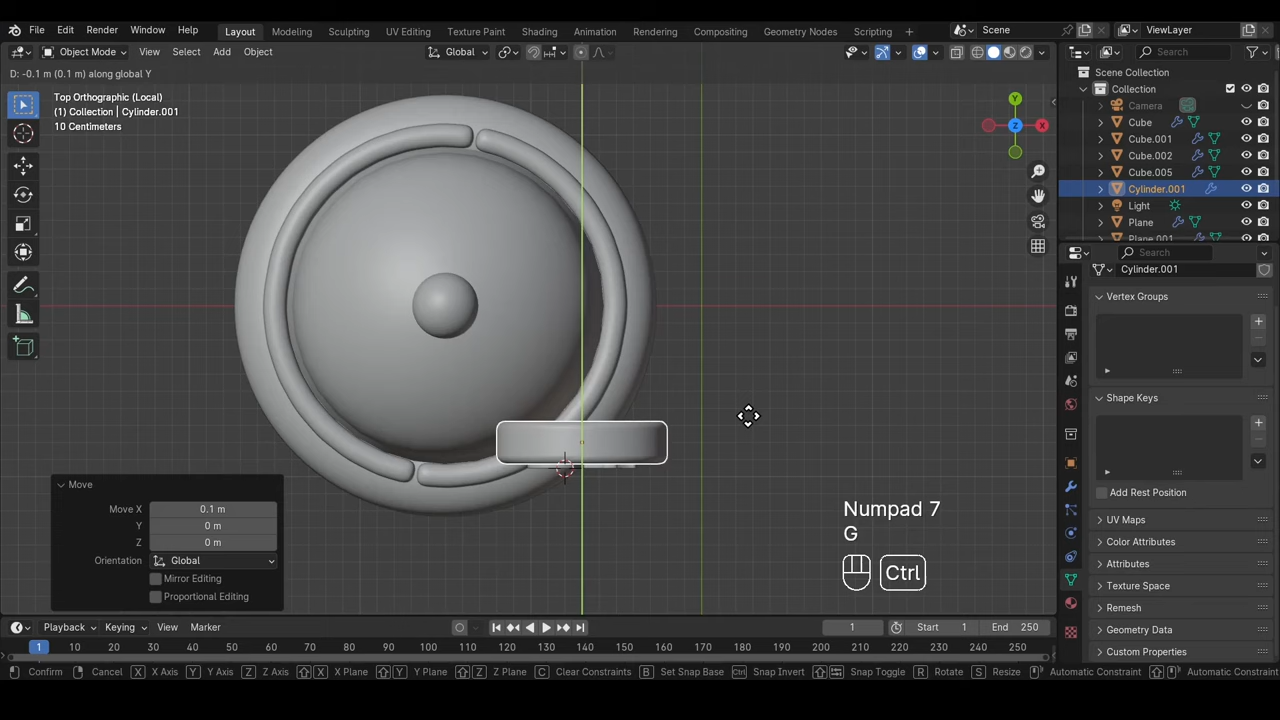 File Edit Render Window Help Layout Modeling Sculpting UV Editing Texture Paint Shading Animation Rendering Compositing Geometry Nodes Scripting + Scene ViewLayer
Object Mode View Select Add Object Global Search
D: -0.1 m (0.1 m) along global Y
Scene Collection
Top Orthographic (Local)
(1) Collection | Cylinder.001
10 Centimeters
Y
X
Z
Collection
Camera
Cube
Cube.001
Cube.002
Cube.005
Cylinder.001
Light
Plane
Plane.001
Search
Cylinder.001
Vertex Groups
Shape Keys
Add Rest Position
UV Maps
Color Attributes
Attributes
Texture Space
Remesh
Geometry Data
Custom Properties
Move
Move X 0.1 m
Y 0 m
Z 0 m
Orientation Global
Mirror Editing
Proportional Editing
Numpad 7
G
Ctrl
Playback Keying View Marker 1 Start 1 End 250
1 10 20 30 40 50 60 70 80 90 100 110 120 130 140 150 160 170 180 190 200 210 220 230 240 250
Confirm Cancel X X Axis Y Y Axis Z Z Axis X X Plane Y Y Plane Z Z Plane C Clear Constraints B Set Snap Base Ctrl Snap Invert Snap Toggle R Rotate S Resize Automatic Constraint Automatic Constraint